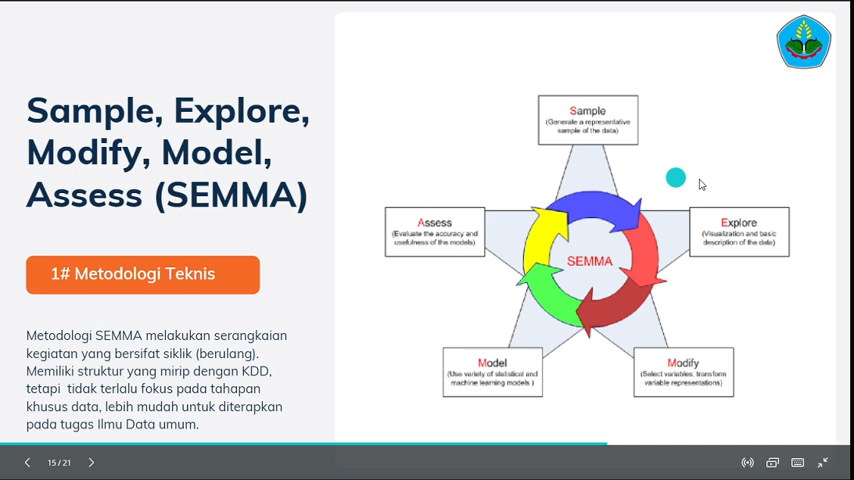 Sample, Explore,
Modify, Model,
Assess (SEMMA)
1# Metodologi Teknis
Metodologi SEMMA melakukan serangkaian
kegiatan yang bersifat siklik (berulang).
Memiliki struktur yang mirip dengan KDD,
tetapi  tidak terlalu fokus pada tahapan
khusus data, lebih mudah untuk diterapkan
pada tugas Ilmu Data umum.
Sample
(Generate a representative
sample of the data)
Assess
(Evaluate the accuracy and
usefulness of the models)
Explore
(Visualization and basic
description of the data)
SEMMA
Model
(Use variety of statistical and
machine learning models )
Modify
(Select variables, transform
variable representations)
15 / 21